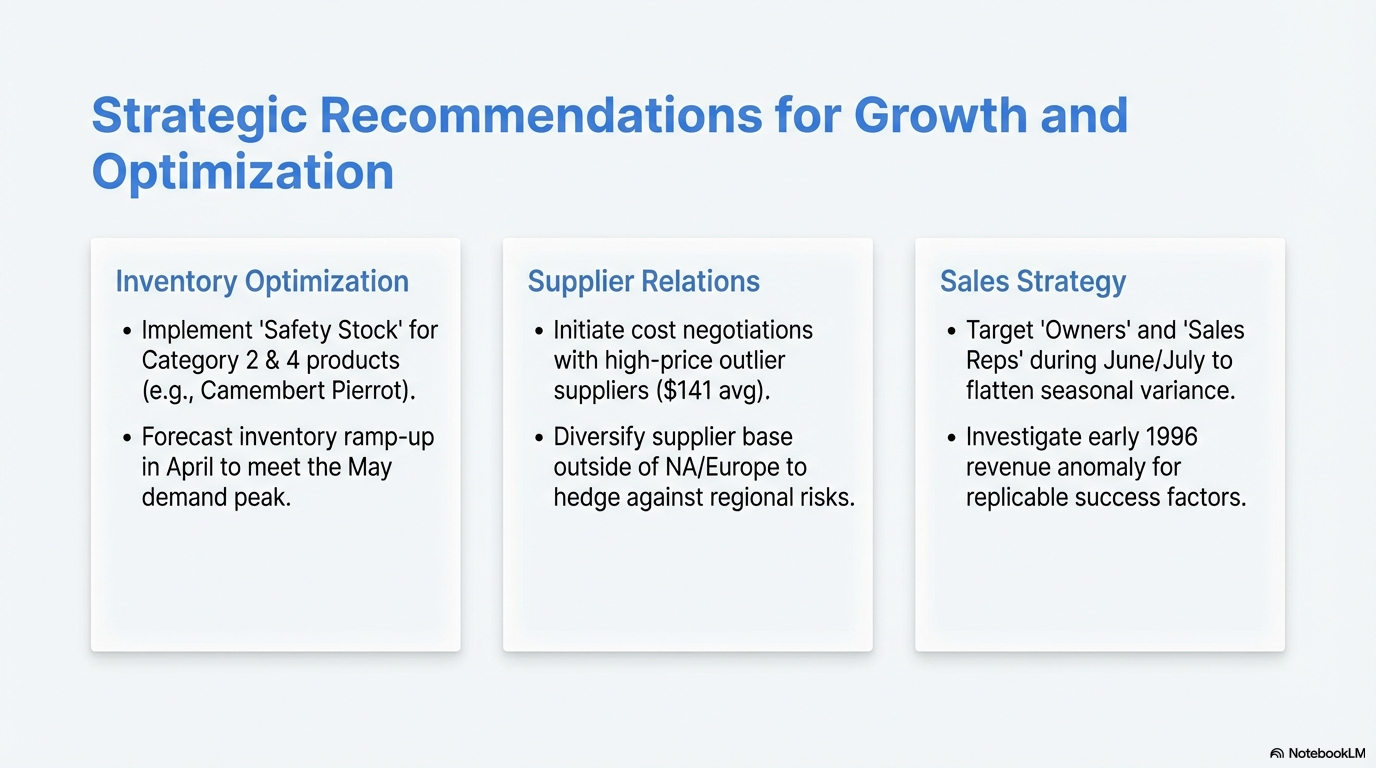 Strategic Recommendations for Growth and
Optimization
Inventory Optimization
• Implement 'Safety Stock' for
Category 2 & 4 products
(e.g., Camembert Pierrot).
• Forecast inventory ramp-up
in April to meet the May
demand peak.
Supplier Relations
• Initiate cost negotiations
with high-price outlier
suppliers ($141 avg).
• Diversify supplier base
outside of NA/Europe to
hedge against regional risks.
Sales Strategy
• Target 'Owners' and 'Sales
Reps' during June/July to
flatten seasonal variance.
• Investigate early 1996
revenue anomaly for
replicable success factors.
NotebookLM